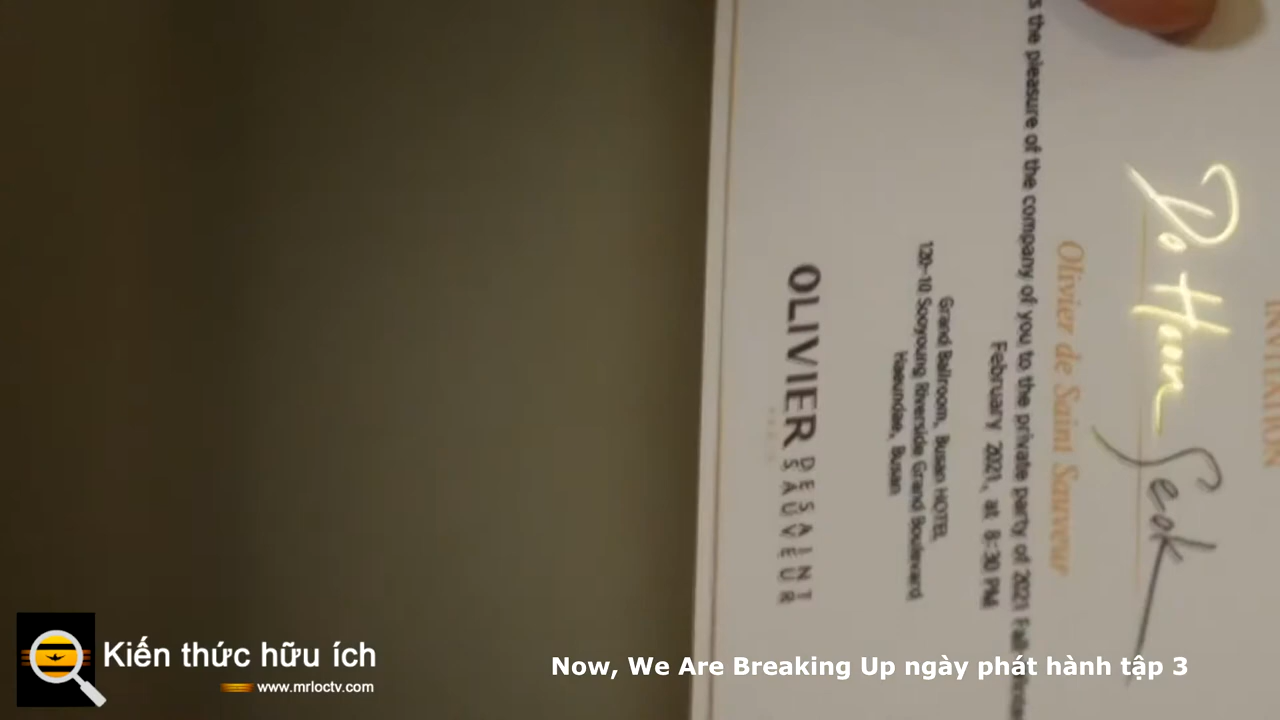 INVITATION
Do Hun Seok
Olivier de Saint Sauveur
s the pleasure of the company of you to the private party of 2021 Fall
February 2021, at 8:30 PM
Grand Ballroom, Busan HOTEL
120-10 Sooyoung Riverside Grand Boulevard
Haeundae, Busan
OLIVIER DE SAINT
SAUVEUR
Kiến thức hữu ích
www.mrloctv.com
Now, We Are Breaking Up ngày phát hành tập 3